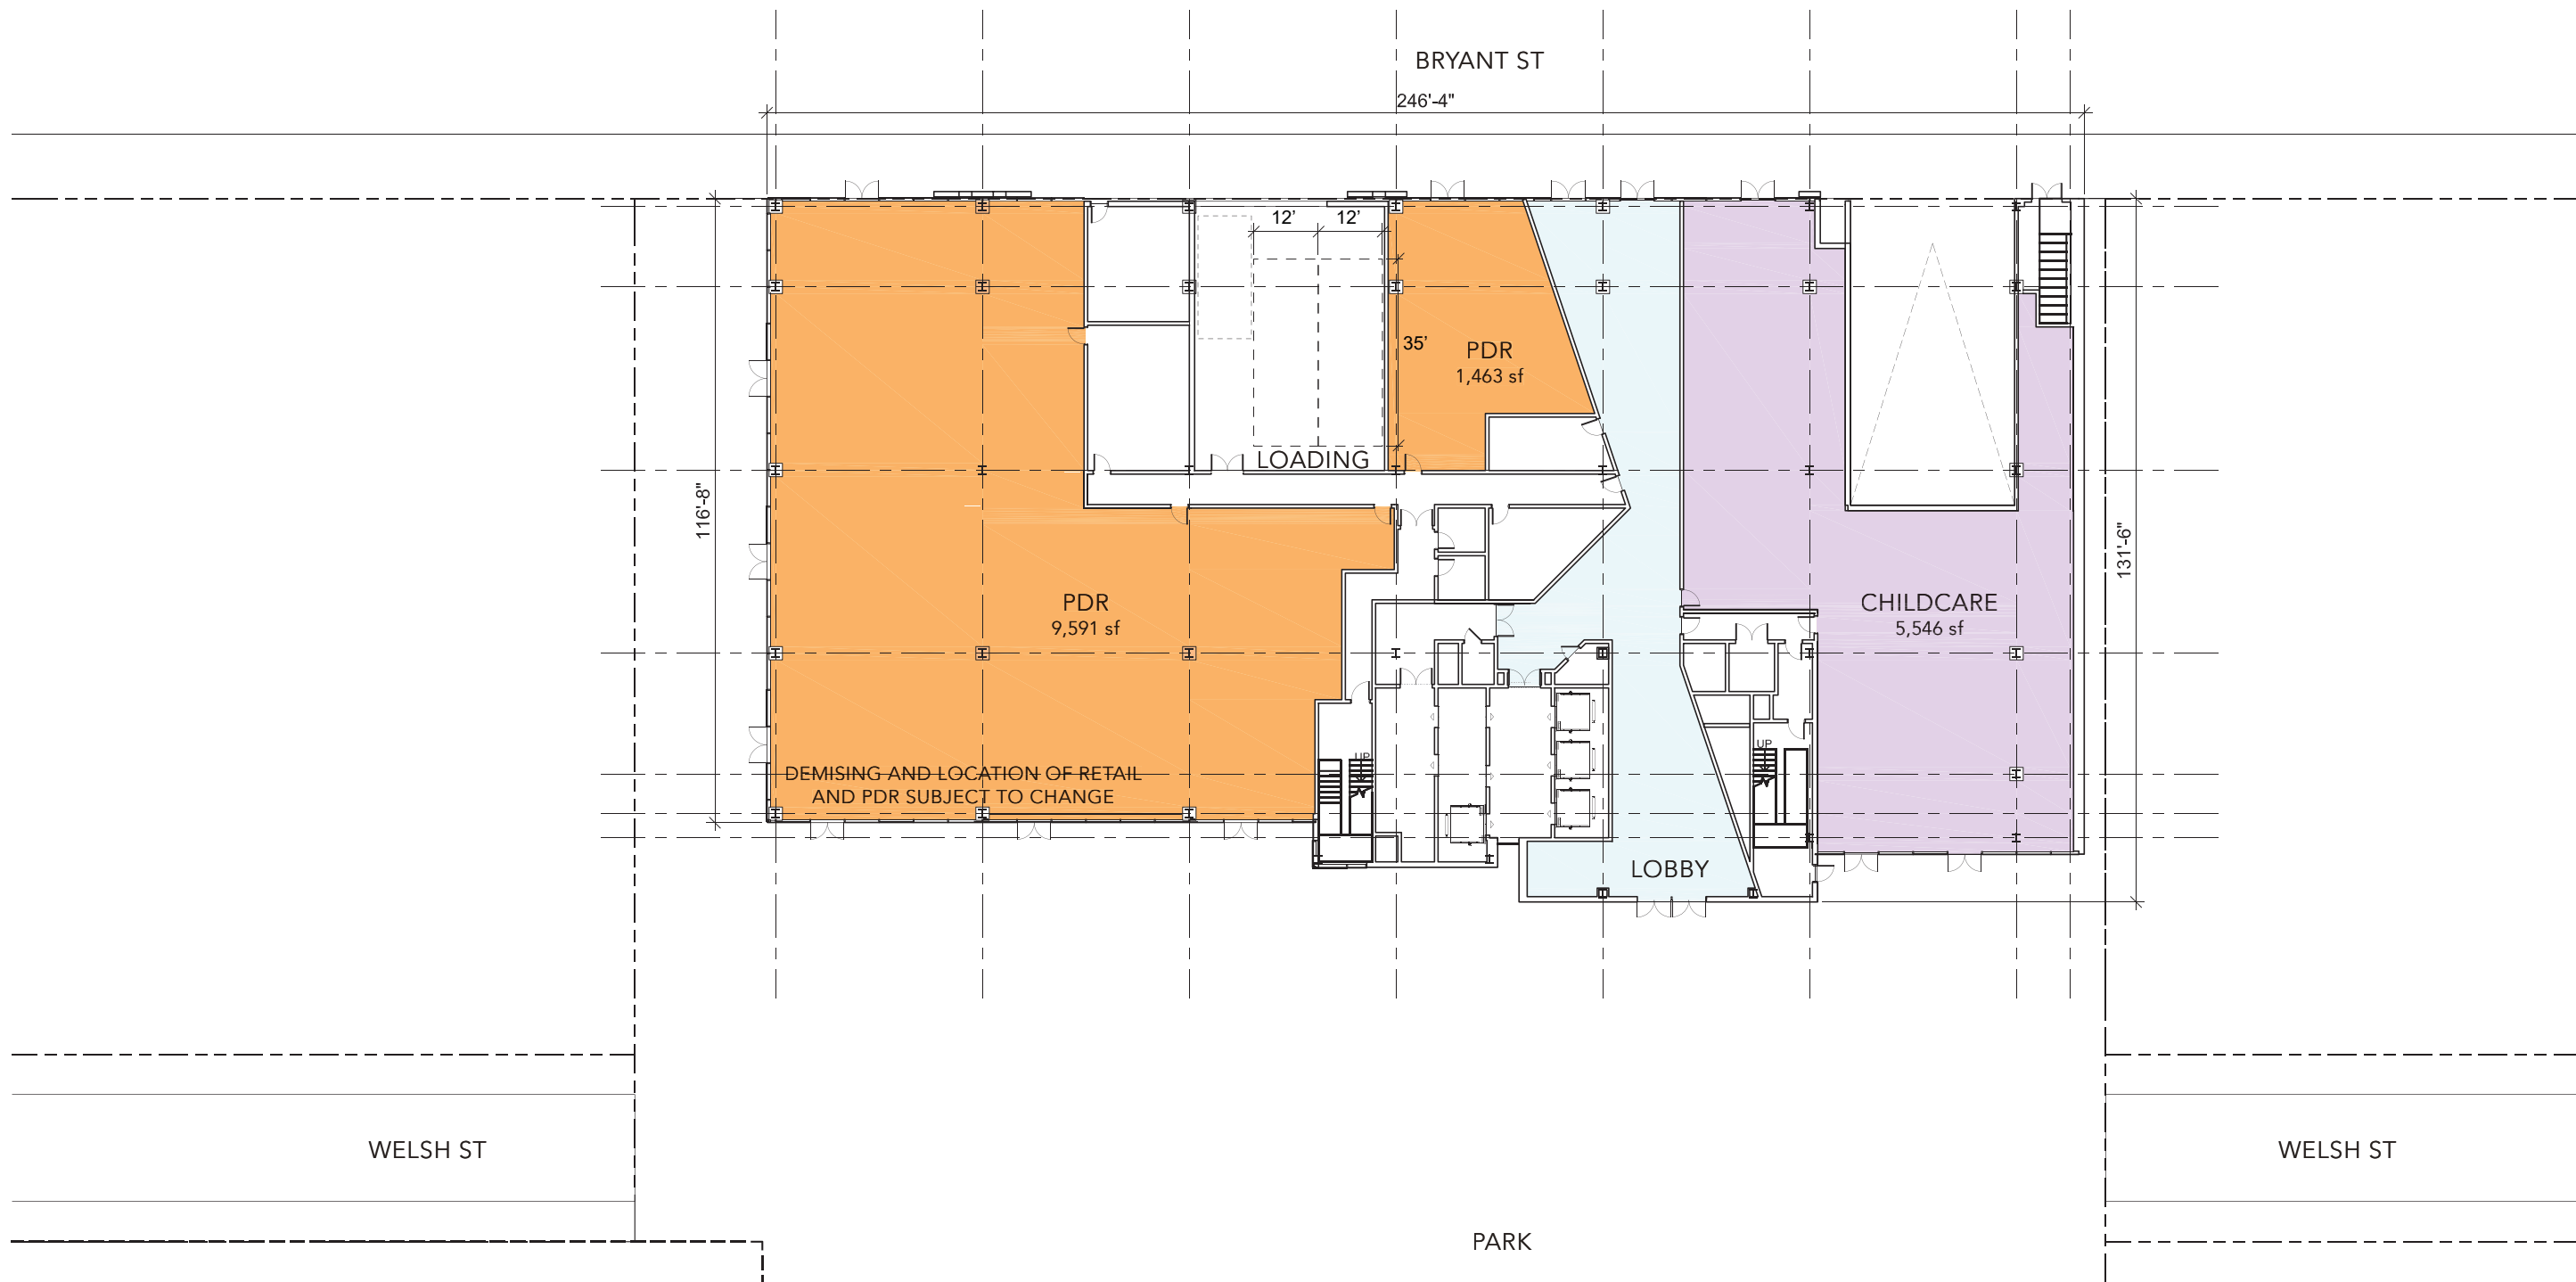 BRYANT ST
246'-4"
12'
12'
35'
PDR
1,463 sf
LOADING
116'-8"
131'-6"
PDR
9,591 sf
CHILDCARE
5,546 sf
UP
UP
DEMISING AND LOCATION OF RETAIL
AND PDR SUBJECT TO CHANGE
LOBBY
WELSH ST
WELSH ST
PARK